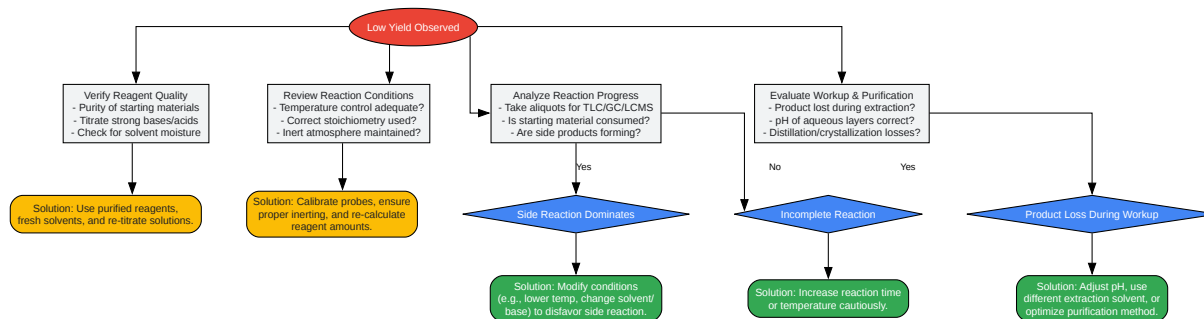 Low Yield Observed
Verify Reagent Quality
- Purity of starting materials
- Titrate strong bases/acids
- Check for solvent moisture
Review Reaction Conditions
- Temperature control adequate?
- Correct stoichiometry used?
- Inert atmosphere maintained?
Analyze Reaction Progress
- Take aliquots for TLC/GC/LCMS
- Is starting material consumed?
- Are side products forming?
Evaluate Workup & Purification
- Product lost during extraction?
- pH of aqueous layers correct?
- Distillation/crystallization losses?
Yes
No
Yes
Solution: Use purified reagents,
fresh solvents, and re-titrate solutions.
Solution: Calibrate probes, ensure
proper inerting, and re-calculate
reagent amounts.
Side Reaction Dominates
Incomplete Reaction
Product Loss During Workup
Solution: Modify conditions
(e.g., lower temp, change solvent/
base) to disfavor side reaction.
Solution: Increase reaction time
or temperature cautiously.
Solution: Adjust pH, use
different extraction solvent, or
optimize purification method.